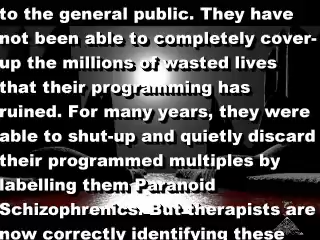 to the general public. They have
not been able to completely cover-
up the millions of wasted lives
that their programming has
ruined. For many years, they were
able to shut-up and quietly discard
their programmed multiples by
labelling them Paranoid
Schizophrenics. But therapists are
now correctly identifying these